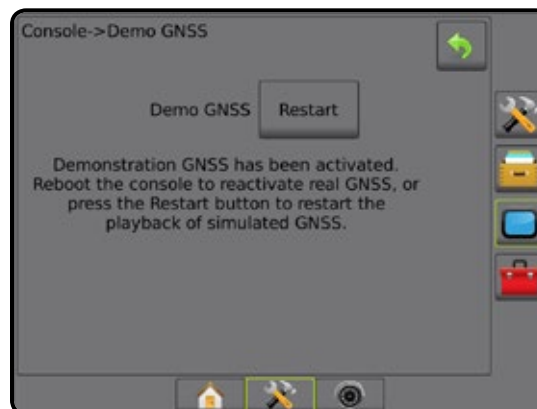 Console->Demo GNSS
Demo GNSS Restart
Demonstration GNSS has been activated.
Reboot the console to reactivate real GNSS, or
press the Restart button to restart the
playback of simulated GNSS.